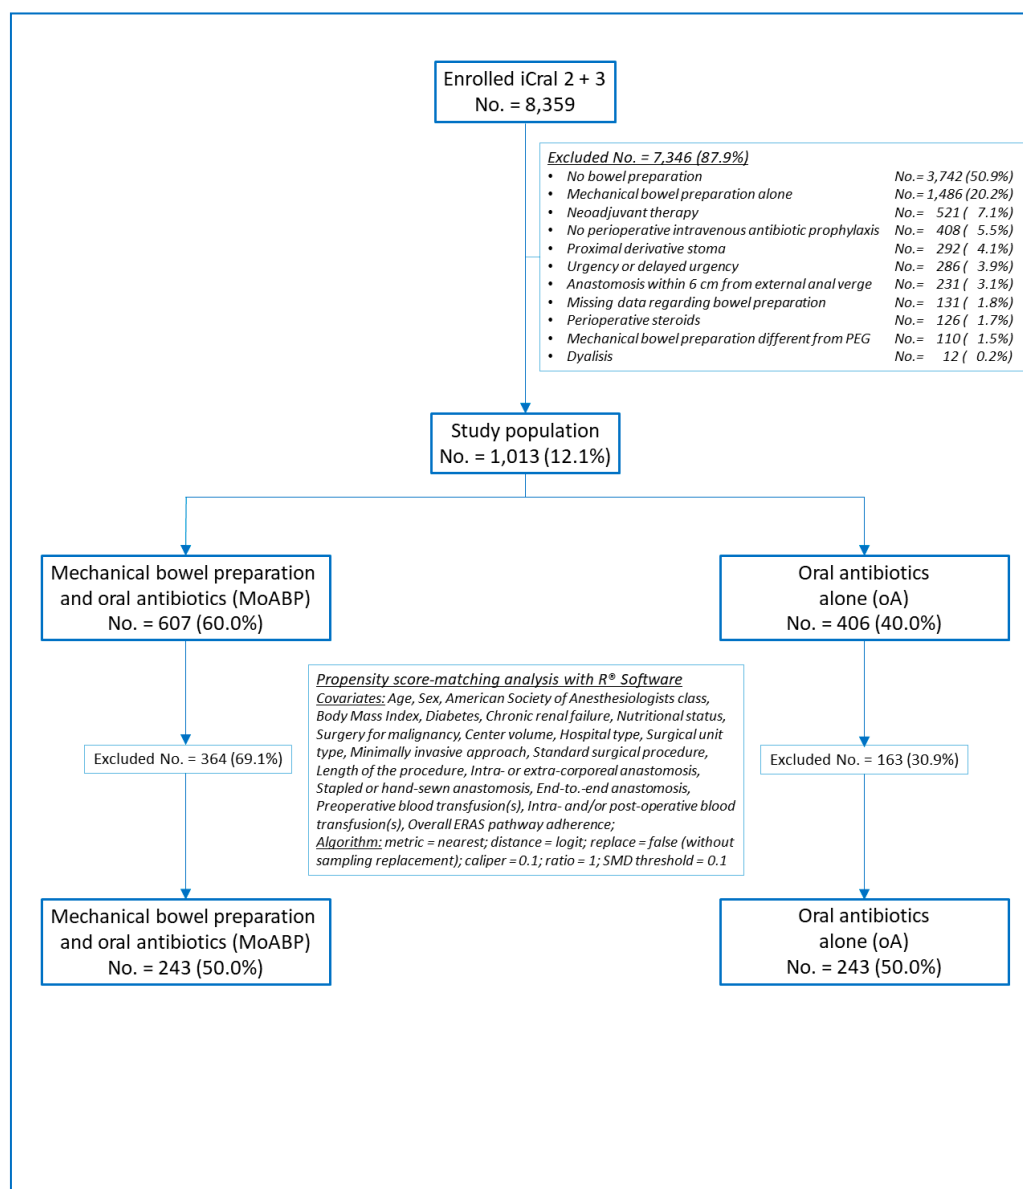 Enrolled iCral 2 + 3
No. = 8,359
Excluded No. = 7,346 (87.9%)
• No bowel preparation No.= 3,742 (50.9%)
• Mechanical bowel preparation alone No.= 1,486 (20.2%)
• Neoadjuvant therapy No.= 521 ( 7.1%)
• No perioperative intravenous antibiotic prophylaxis No.= 408 ( 5.5%)
• Proximal derivative stoma No.= 292 ( 4.1%)
• Urgency or delayed urgency No.= 286 ( 3.9%)
• Anastomosis within 6 cm from external anal verge No.= 231 ( 3.1%)
• Missing data regarding bowel preparation No.= 131 ( 1.8%)
• Perioperative steroids No.= 126 ( 1.7%)
• Mechanical bowel preparation different from PEG No.= 110 ( 1.5%)
• Dyalisis No.= 12 ( 0.2%)
Study population
No. = 1,013 (12.1%)
Mechanical bowel preparation
and oral antibiotics (MoABP)
No. = 607 (60.0%)
Oral antibiotics
alone (oA)
No. = 406 (40.0%)
Propensity score-matching analysis with R® Software
Covariates: Age, Sex, American Society of Anesthesiologists class,
Body Mass Index, Diabetes, Chronic renal failure, Nutritional status,
Surgery for malignancy, Center volume, Hospital type, Surgical unit
type, Minimally invasive approach, Standard surgical procedure,
Length of the procedure, Intra- or extra-corporeal anastomosis,
Stapled or hand-sewn anastomosis, End-to.-end anastomosis,
Preoperative blood transfusion(s), Intra- and/or post-operative blood
transfusion(s), Overall ERAS pathway adherence;
Algorithm: metric = nearest; distance = logit; replace = false (without
sampling replacement); caliper = 0.1; ratio = 1; SMD threshold = 0.1
Excluded No. = 364 (69.1%)
Excluded No. = 163 (30.9%)
Mechanical bowel preparation
and oral antibiotics (MoABP)
No. = 243 (50.0%)
Oral antibiotics
alone (oA)
No. = 243 (50.0%)